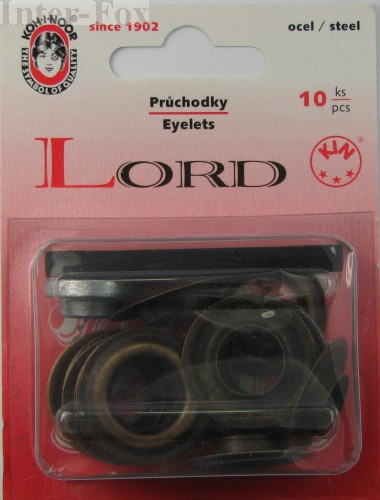 Inter-Fox
KOH-I-NOOR
THE SYMBOL OF QUALITY
since 1902
ocel / steel
Průchodky
Eyelets
10 ks
pcs
LORD
KIN